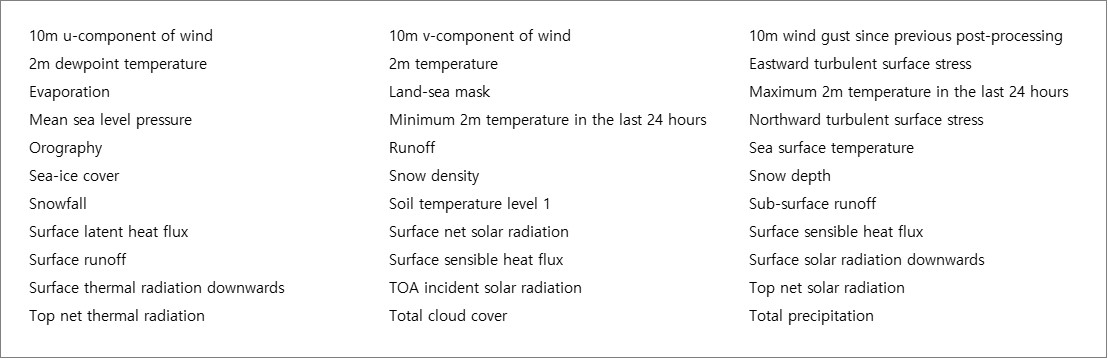 10m u-component of wind 10m v-component of wind 10m wind gust since previous post-processing
2m dewpoint temperature 2m temperature Eastward turbulent surface stress
Evaporation Land-sea mask Maximum 2m temperature in the last 24 hours
Mean sea level pressure Minimum 2m temperature in the last 24 hours Northward turbulent surface stress
Orography Runoff Sea surface temperature
Sea-ice cover Snow density Snow depth
Snowfall Soil temperature level 1 Sub-surface runoff
Surface latent heat flux Surface net solar radiation Surface sensible heat flux
Surface runoff Surface sensible heat flux Surface solar radiation downwards
Surface thermal radiation downwards TOA incident solar radiation Top net solar radiation
Top net thermal radiation Total cloud cover Total precipitation